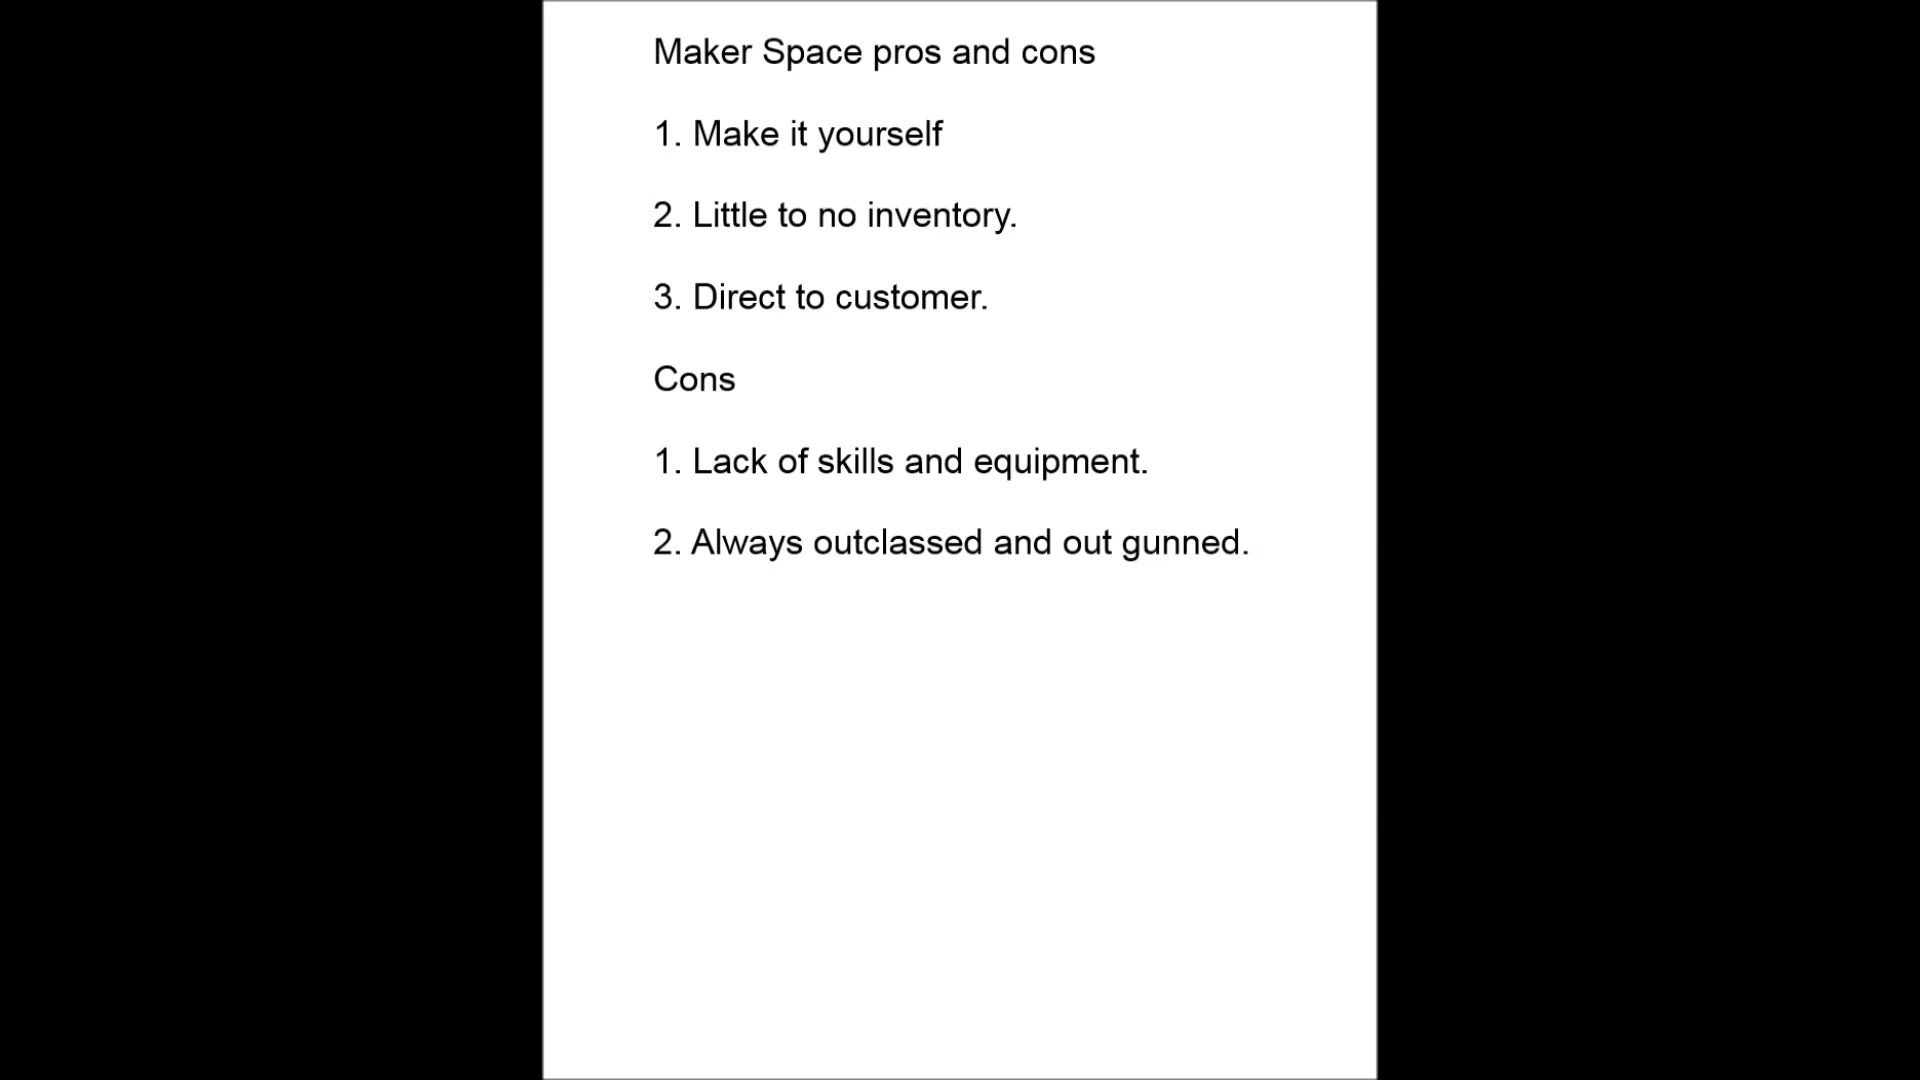 Maker Space pros and cons
1. Make it yourself
2. Little to no inventory.
3. Direct to customer.
Cons
1. Lack of skills and equipment.
2. Always outclassed and out gunned.